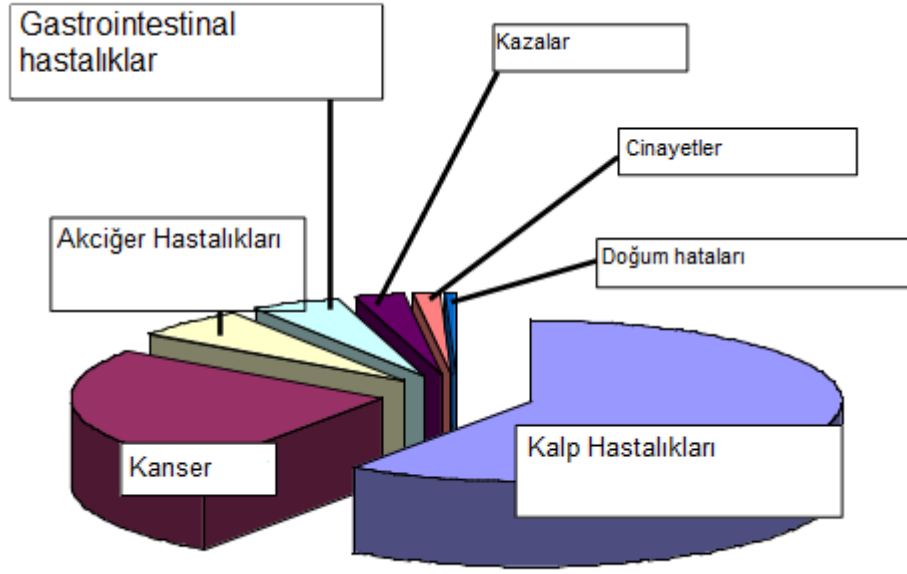 Gastrointestinal
hastalıklar
Kazalar
Cinayetler
Akciğer Hastalıkları
Doğum hataları
Kalp Hastalıkları
Kanser